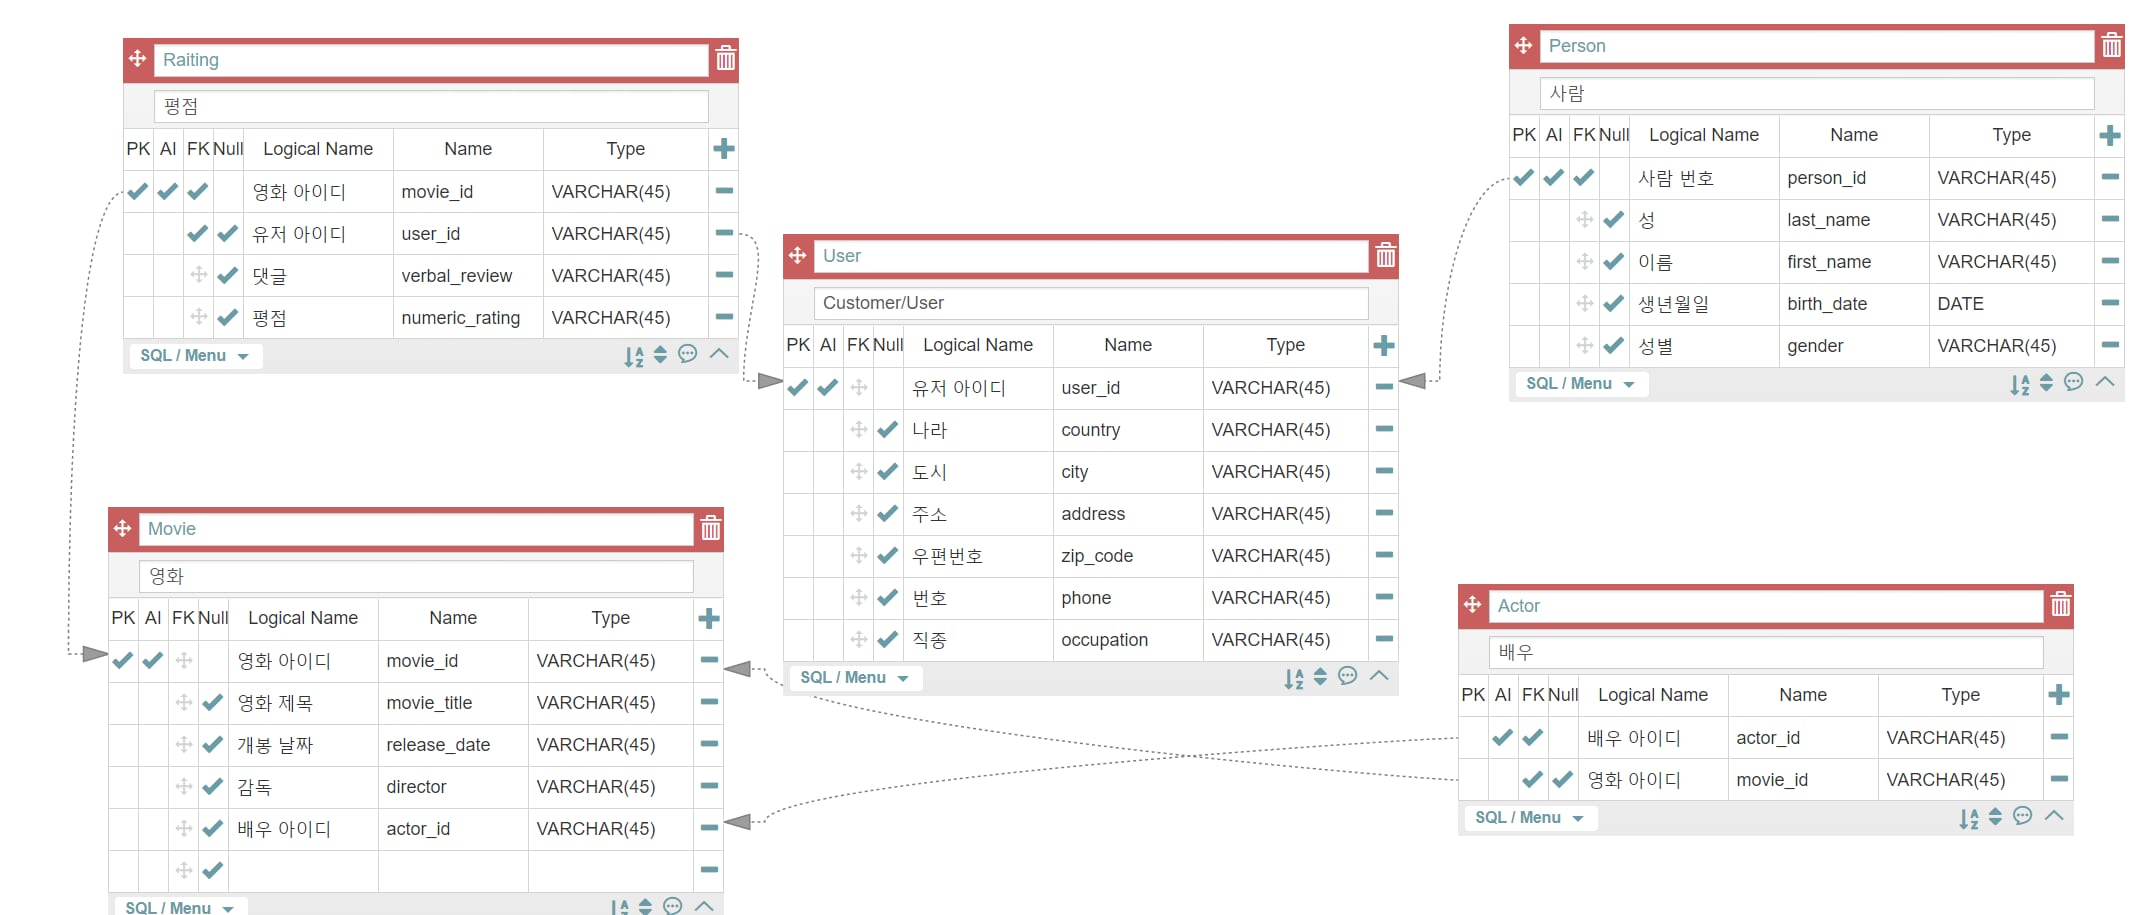 Raiting
평점
PK AI FK Null Logical Name Name Type
영화 아이디 movie_id VARCHAR(45)
유저 아이디 user_id VARCHAR(45)
댓글 verbal_review VARCHAR(45)
평점 numeric_rating VARCHAR(45)
SQL / Menu
Person
사람
PK AI FK Null Logical Name Name Type
사람 번호 person_id VARCHAR(45)
성 last_name VARCHAR(45)
이름 first_name VARCHAR(45)
생년월일 birth_date DATE
성별 gender VARCHAR(45)
SQL / Menu
User
Customer/User
PK AI FK Null Logical Name Name Type
유저 아이디 user_id VARCHAR(45)
나라 country VARCHAR(45)
도시 city VARCHAR(45)
주소 address VARCHAR(45)
우편번호 zip_code VARCHAR(45)
번호 phone VARCHAR(45)
직종 occupation VARCHAR(45)
SQL / Menu
Movie
영화
PK AI FK Null Logical Name Name Type
영화 아이디 movie_id VARCHAR(45)
영화 제목 movie_title VARCHAR(45)
개봉 날짜 release_date VARCHAR(45)
감독 director VARCHAR(45)
배우 아이디 actor_id VARCHAR(45)
SQL / Menu
Actor
배우
PK AI FK Null Logical Name Name Type
배우 아이디 actor_id VARCHAR(45)
영화 아이디 movie_id VARCHAR(45)
SQL / Menu